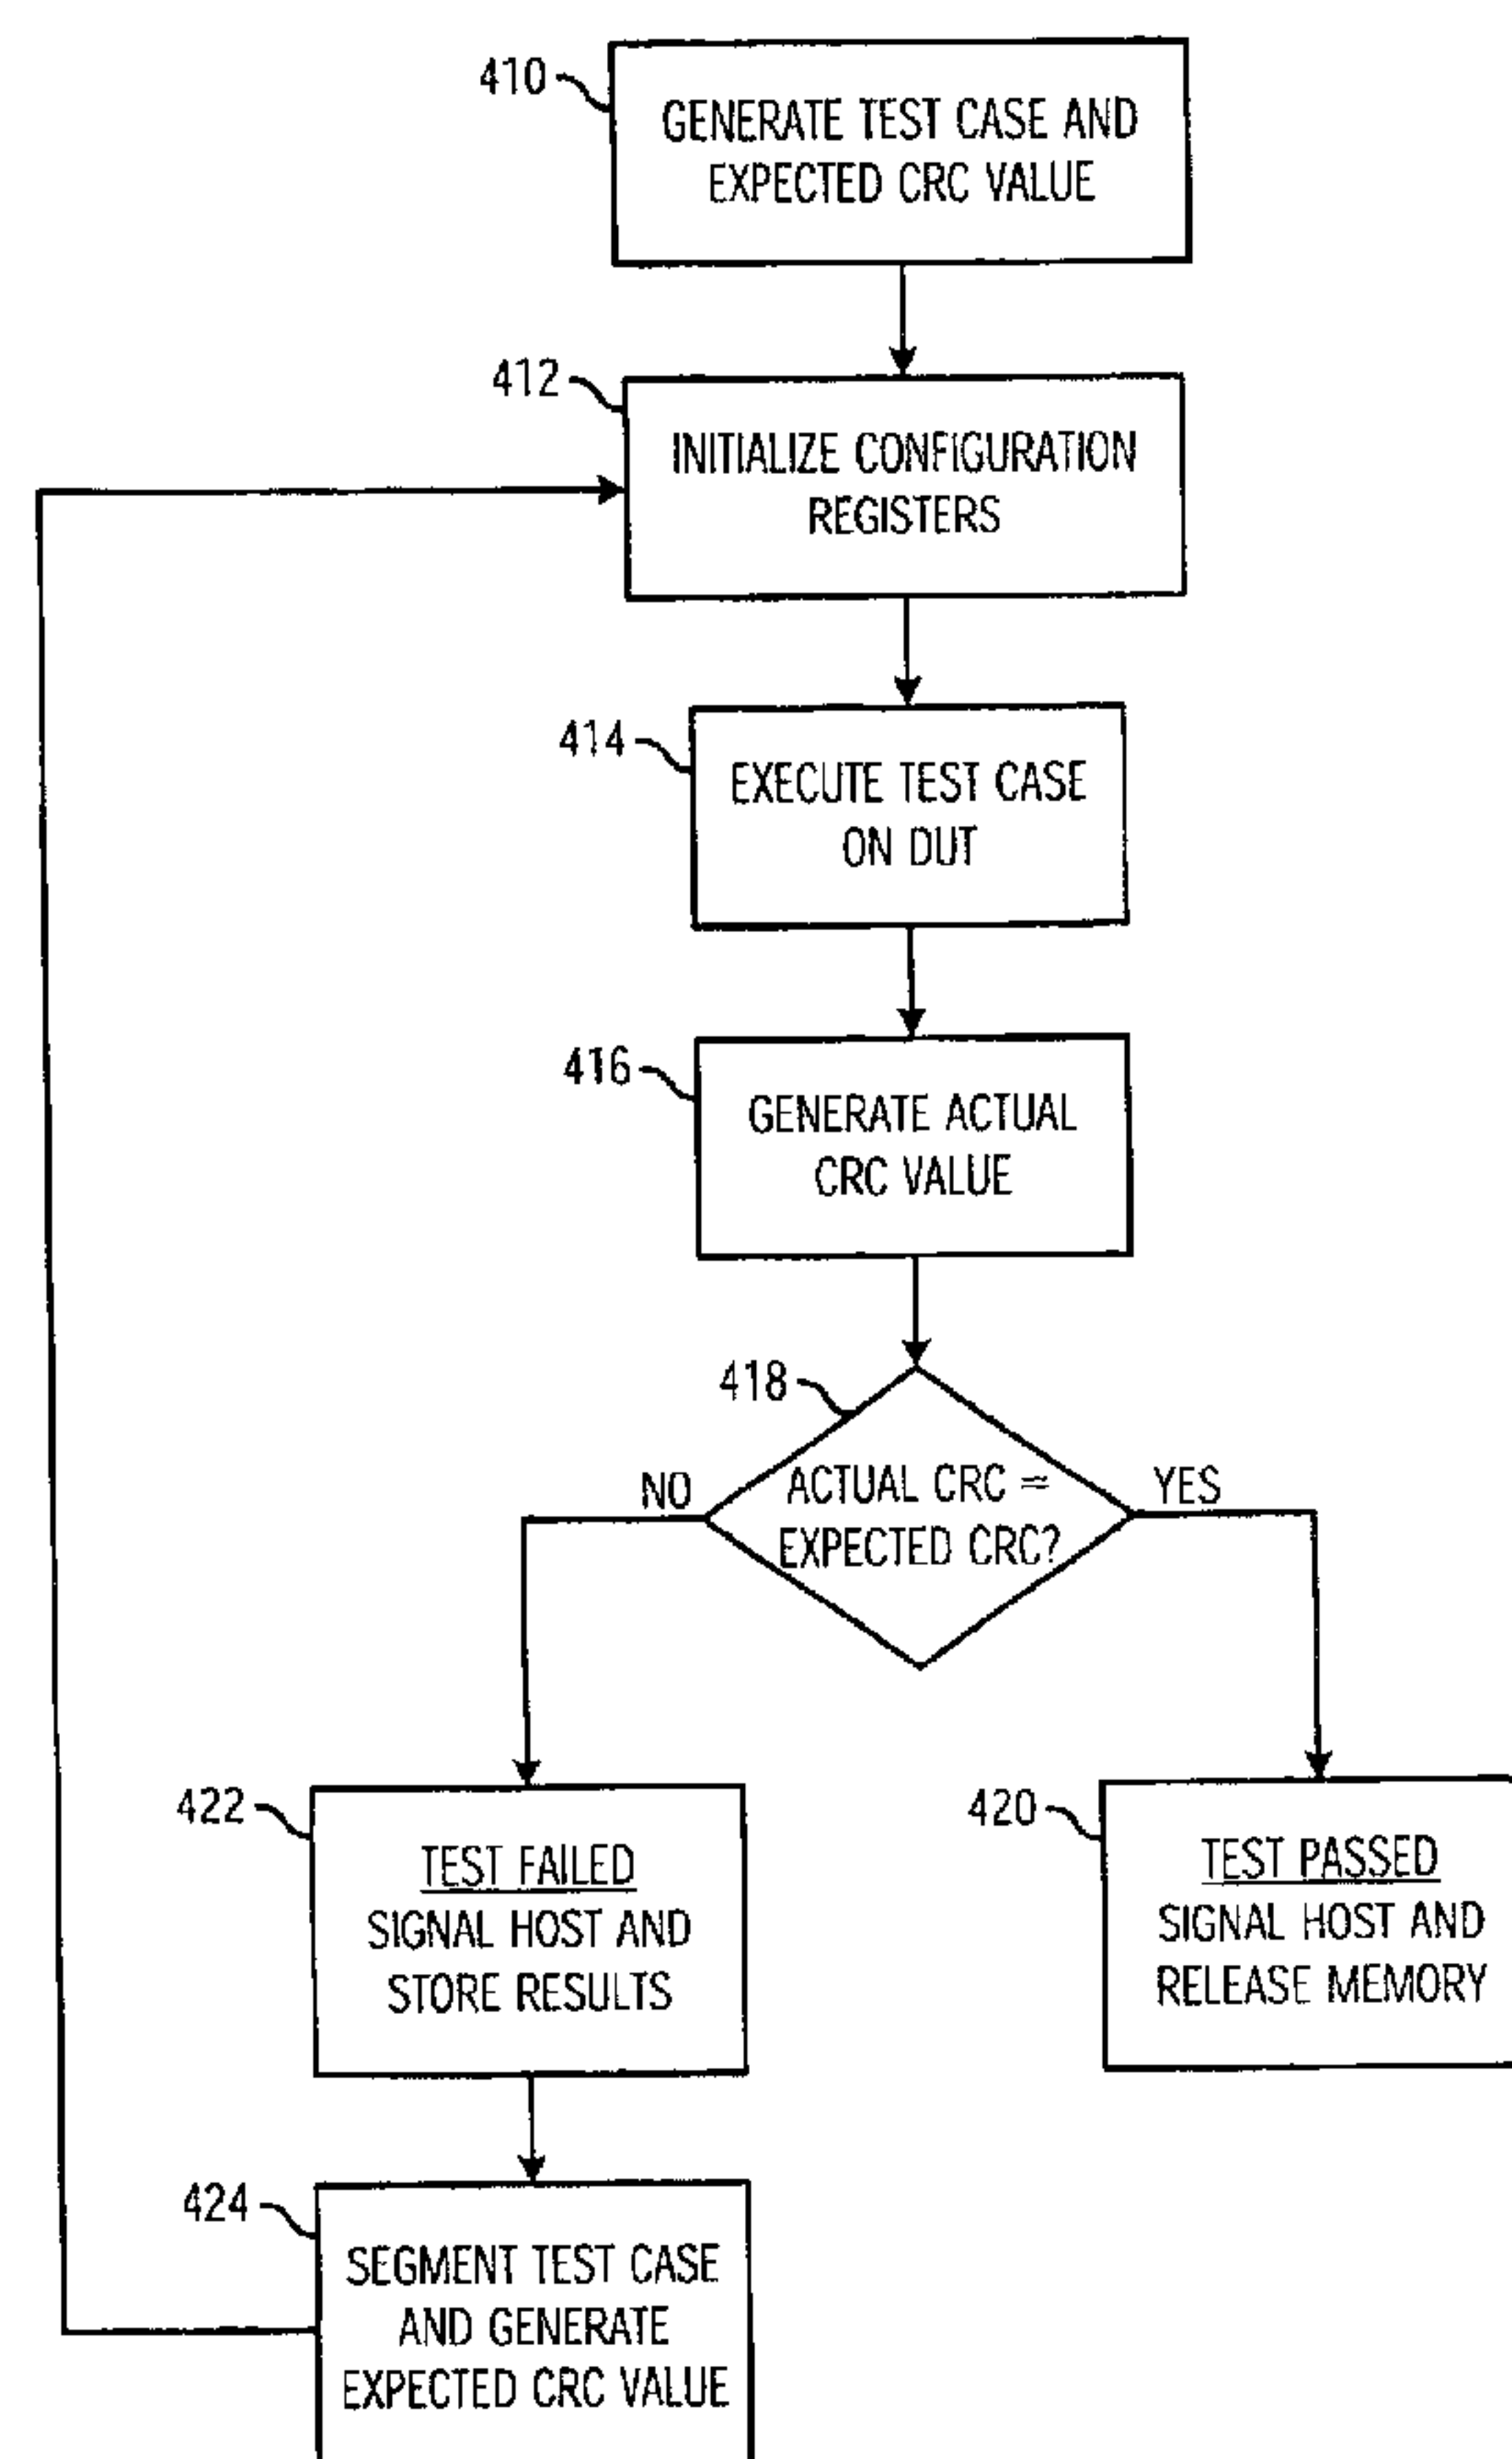 410
GENERATE TEST CASE AND
EXPECTED CRC VALUE
412
INITIALIZE CONFIGURATION
REGISTERS
414
EXECUTE TEST CASE
ON DUT
416
GENERATE ACTUAL
CRC VALUE
418
NO
ACTUAL CRC =
EXPECTED CRC?
YES
422
TEST FAILED
SIGNAL HOST AND
STORE RESULTS
420
TEST PASSED
SIGNAL HOST AND
RELEASE MEMORY
424
SEGMENT TEST CASE
AND GENERATE
EXPECTED CRC VALUE